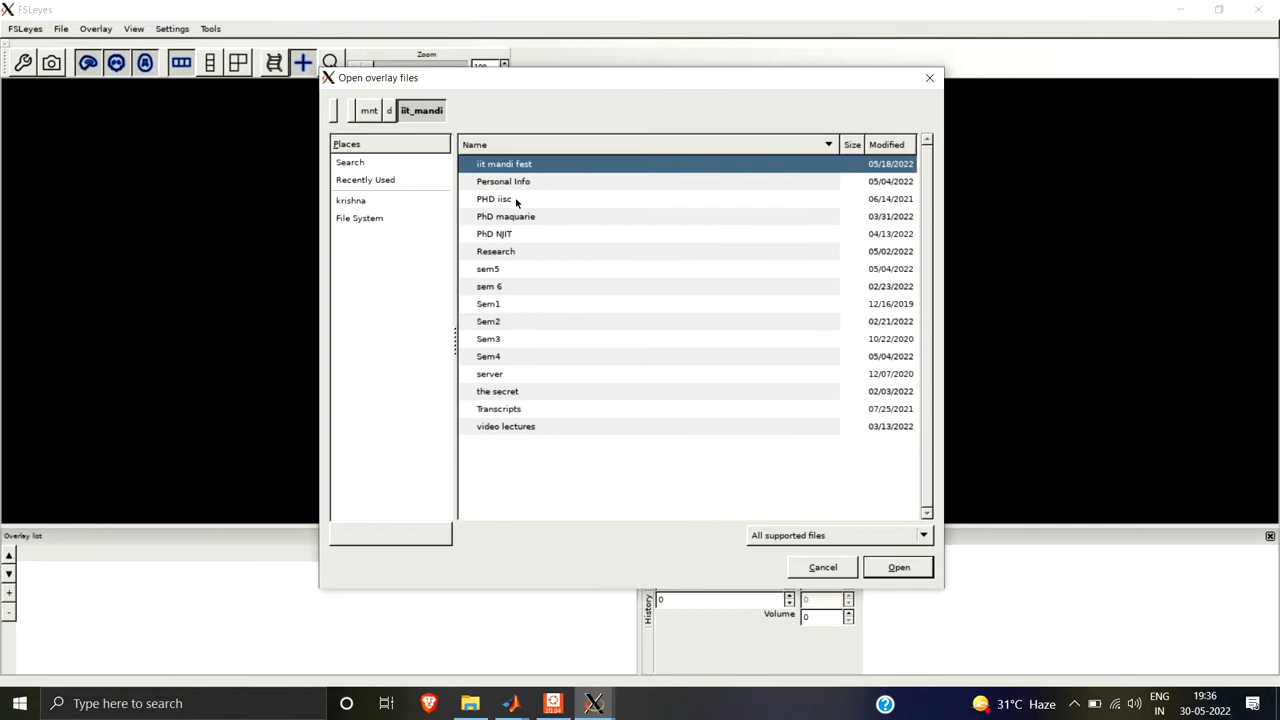 FSLeyes
FSLeyes File Overlay View Settings Tools
Zoom
100
Open overlay files
mnt d iit_mandi
Places
Search
Recently Used
krishna
File System
Name Size Modified
iit mandi fest 05/18/2022
Personal Info 05/04/2022
PHD iisc 06/14/2021
PhD maquarie 03/31/2022
PhD NJIT 04/13/2022
Research 05/02/2022
sem5 05/04/2022
sem 6 02/23/2022
Sem1 12/16/2019
Sem2 02/21/2022
Sem3 10/22/2020
Sem4 05/04/2022
server 12/07/2020
the secret 02/03/2022
Transcripts 07/25/2021
video lectures 03/13/2022
All supported files
Cancel Open
Overlay list
+
-
History
0 0
Volume 0
Type here to search
20.04
31°C Haze
ENG
IN
19:36
30-05-2022